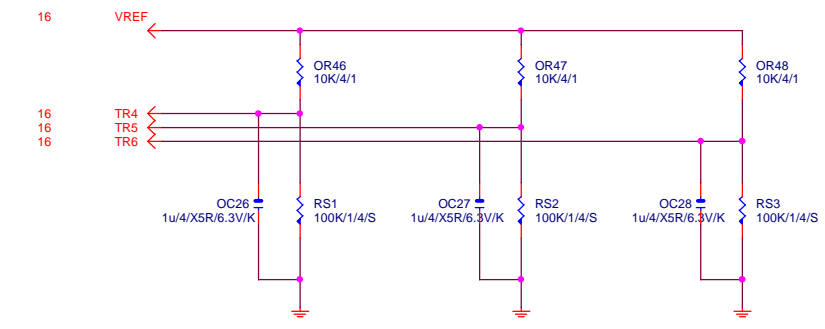 16 VREF
OR46
10K/4/1
OR47
10K/4/1
OR48
10K/4/1
16 TR4
16 TR5
16 TR6
OC26
1u/4/X5R/6.3V/K
RS1
100K/1/4/S
OC27
1u/4/X5R/6.3V/K
RS2
100K/1/4/S
OC28
1u/4/X5R/6.3V/K
RS3
100K/1/4/S